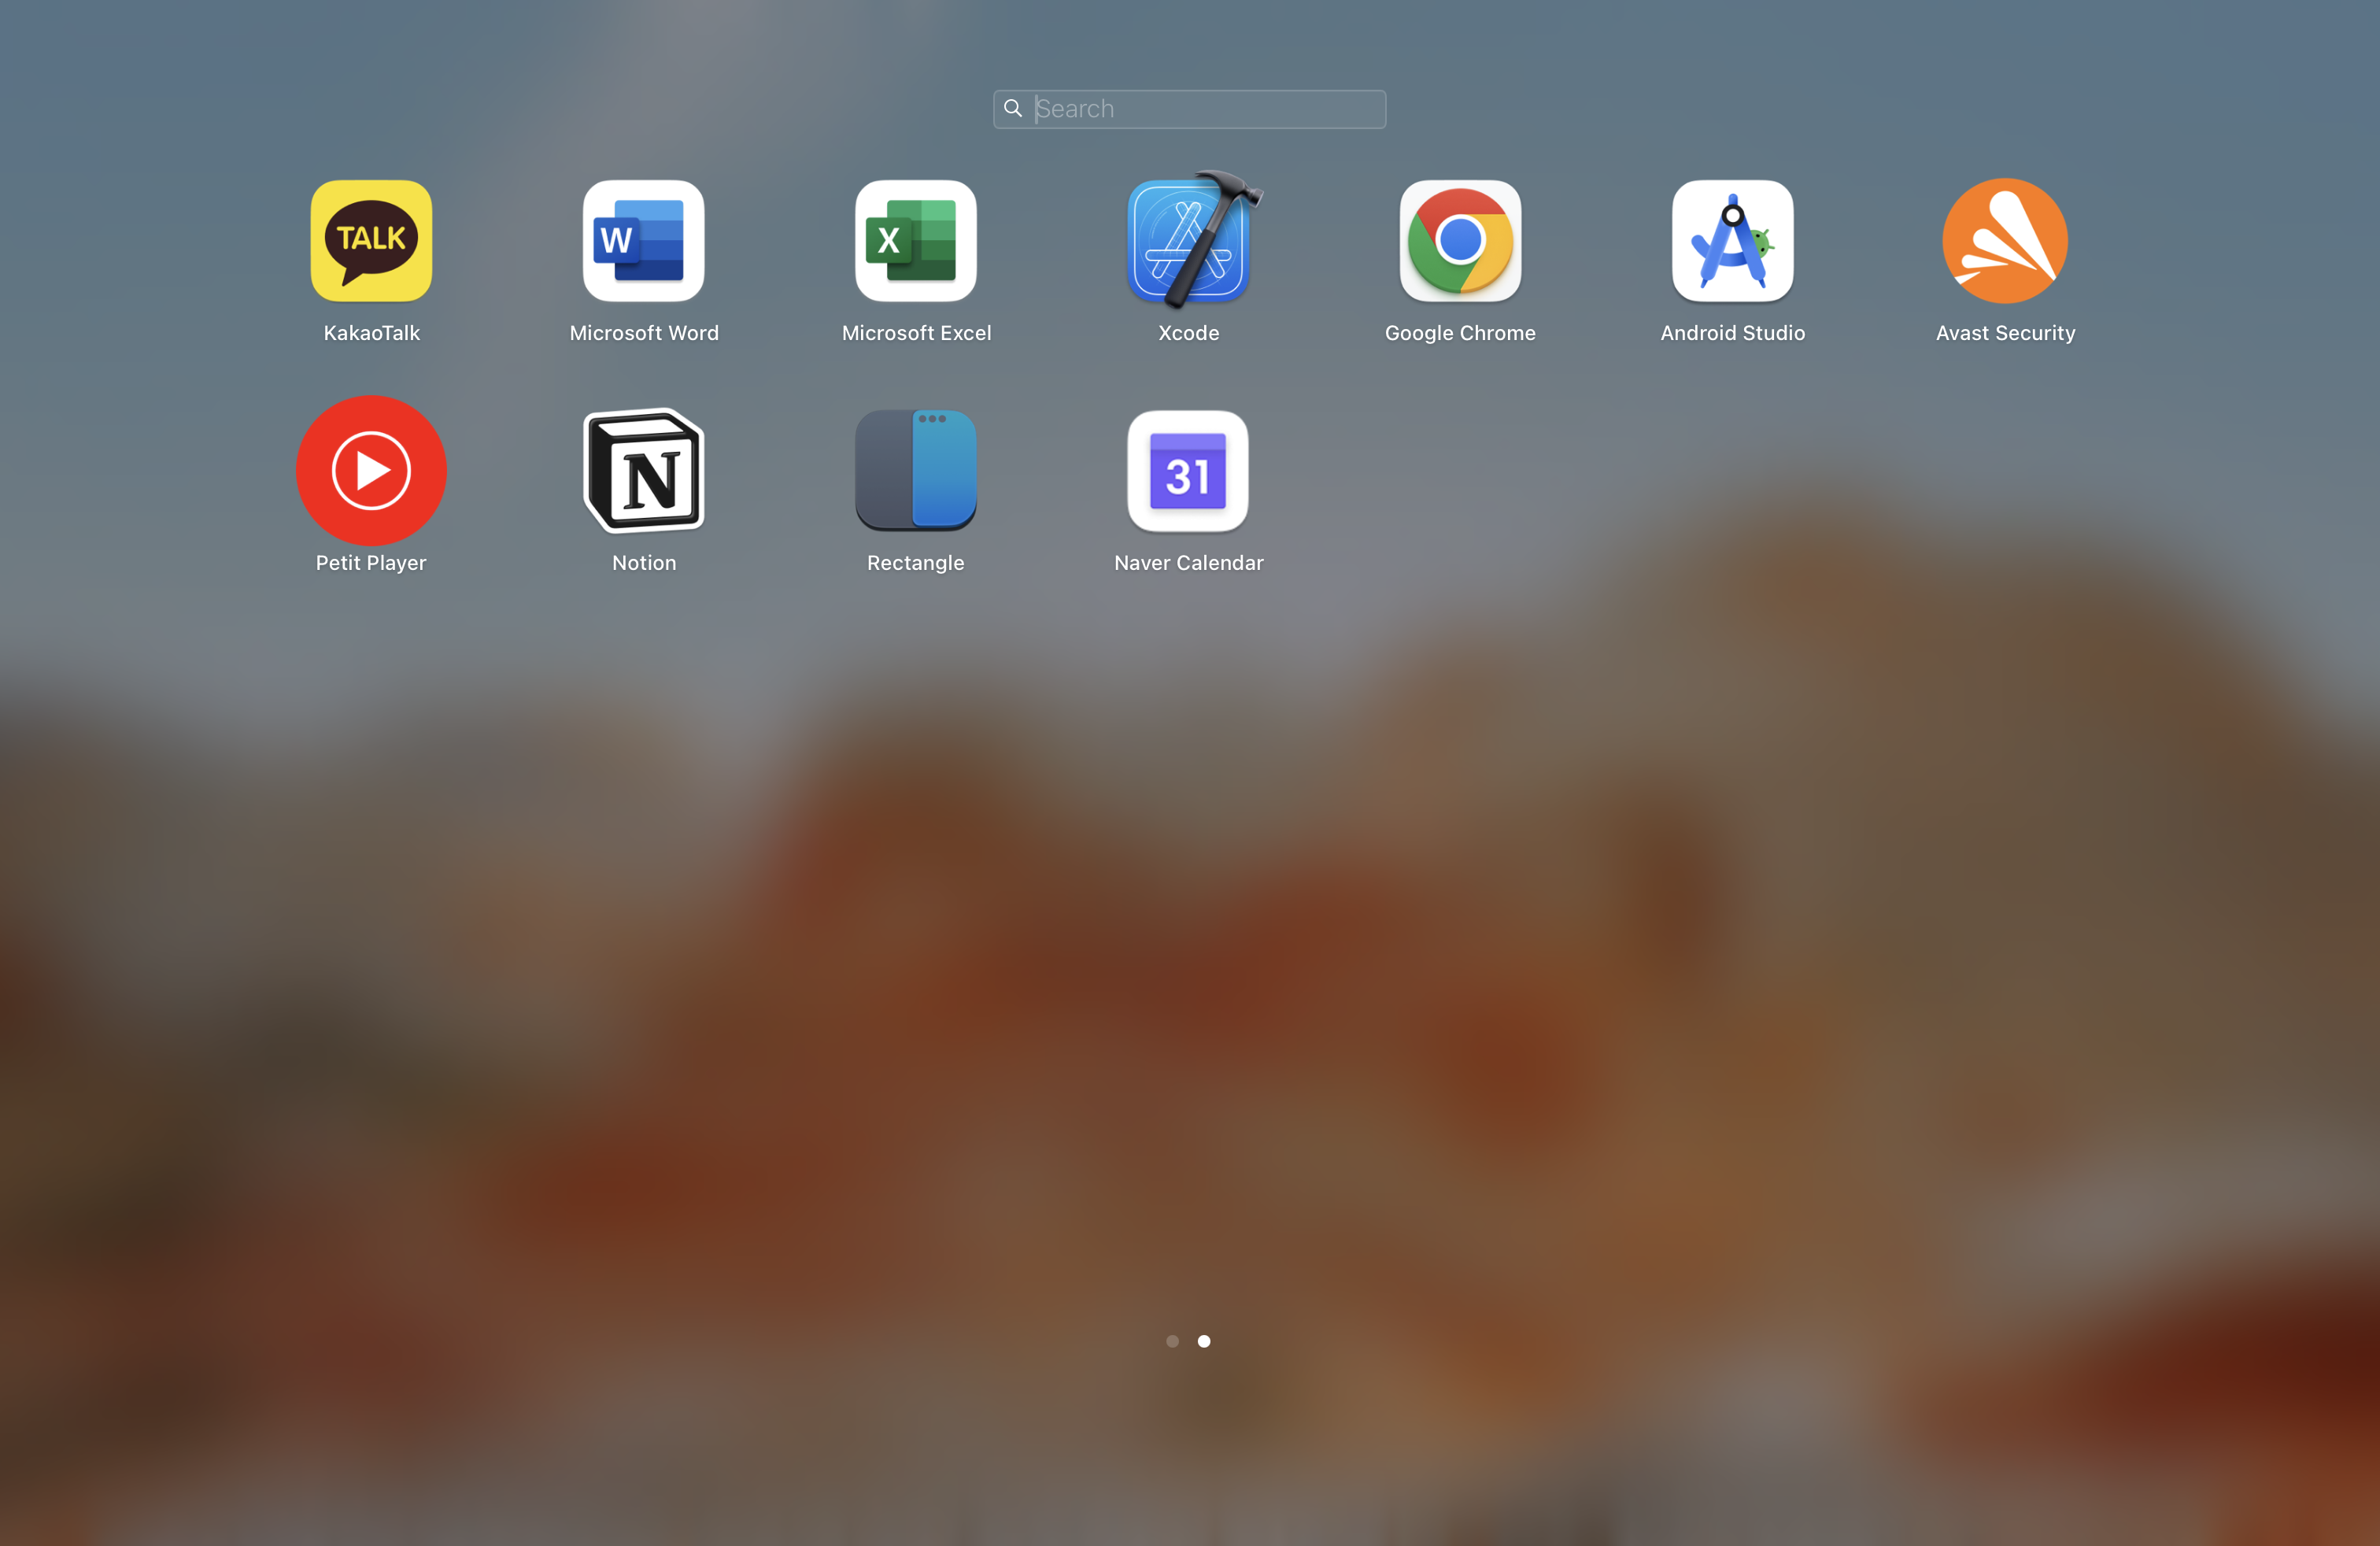 Search
TALK
W
X
KakaoTalk
Microsoft Word
Microsoft Excel
Xcode
Google Chrome
Android Studio
Avast Security
N
31
Petit Player
Notion
Rectangle
Naver Calendar